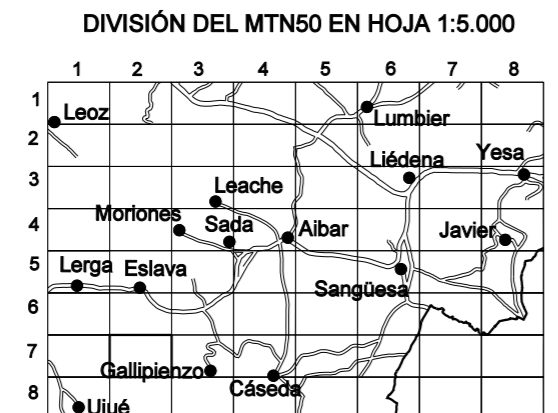 DIVISIÓN DEL MTN50 EN HOJA 1:5.000
1 2 3 4 5 6 7 8
1
Leoz
Lumbier
2
Liédena
Yesa
3
Leache
Moriones
Sada
4
Aibar
Javier
5
Lerga
Eslava
Sangüesa
6
7
Gallipienzo
Cáseda
8
Ujué